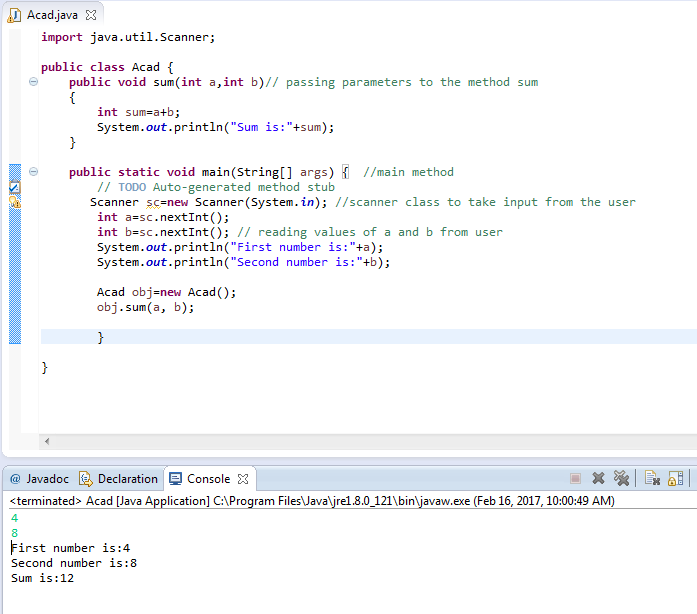 Acad.java
import java.util.Scanner;
public class Acad {
public void sum(int a,int b)// passing parameters to the method sum
{
int sum=a+b;
System.out.println("Sum is:"+sum);
}
public static void main(String[] args) { //main method
// TODO Auto-generated method stub
Scanner sc=new Scanner(System.in); //scanner class to take input from the user
int a=sc.nextInt();
int b=sc.nextInt(); // reading values of a and b from user
System.out.println("First number is:"+a);
System.out.println("Second number is:"+b);
Acad obj=new Acad();
obj.sum(a, b);
}
}
@ Javadoc Declaration Console
<terminated> Acad [Java Application] C:\Program Files\Java\jre1.8.0_121\bin\javaw.exe (Feb 16, 2017, 10:00:49 AM)
4
8
First number is:4
Second number is:8
Sum is:12